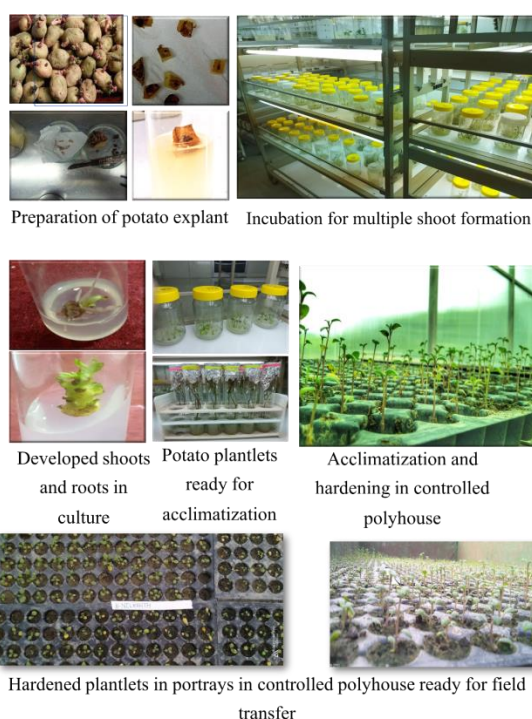 Preparation of potato explant
Incubation for multiple shoot formation
Developed shoots
and roots in
culture
Potato plantlets
ready for
acclimatization
Acclimatization and
hardening in controlled
polyhouse
Hardened plantlets in portrays in controlled polyhouse ready for field
transfer